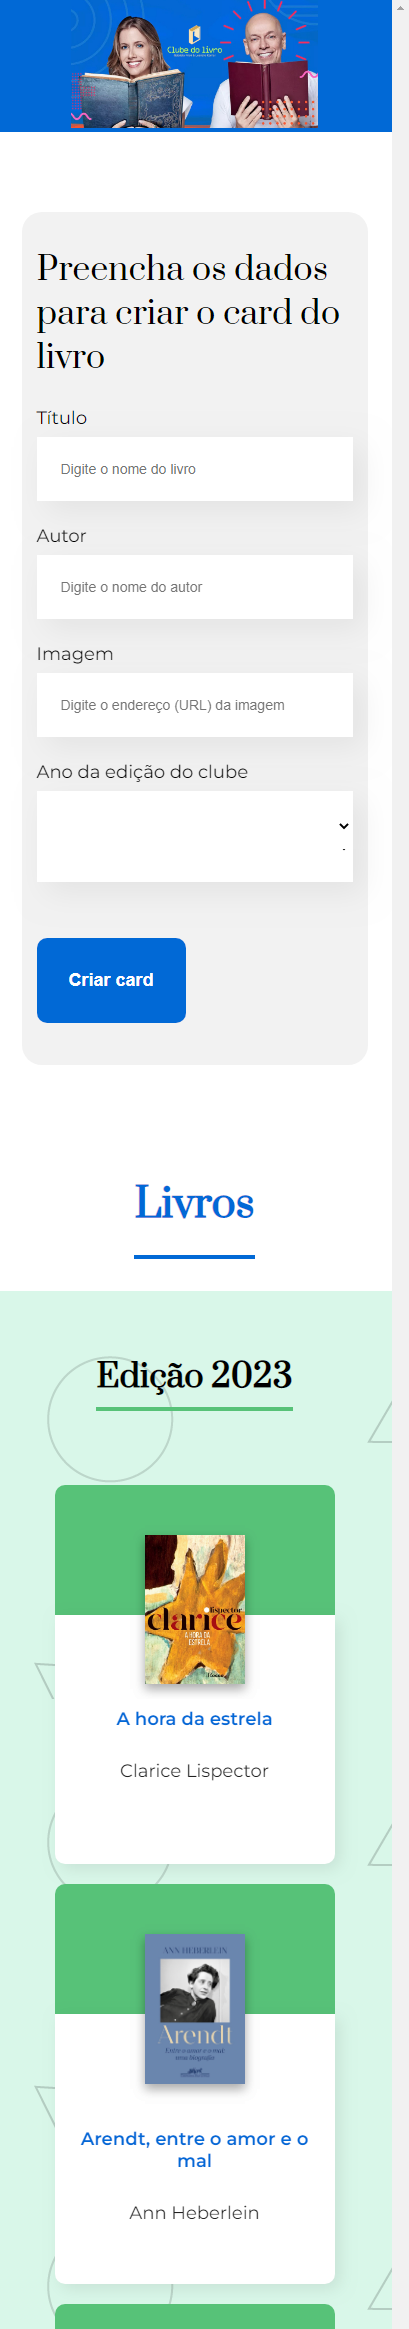 Clube do livro
Preencha os dados
para criar o card do
livro
Título
Digite o nome do livro
Autor
Digite o nome do autor
Imagem
Digite o endereço (URL) da imagem
Ano da edição do clube
Criar card
Livros
Edição 2023
clarice
lispector
A HORA DA
ESTRELA
A hora da estrela
Clarice Lispector
ANN HEBERLEIN
Arendt
Entre o amor e o mal:
uma biografia
Arendt, entre o amor e o
mal
Ann Heberlein